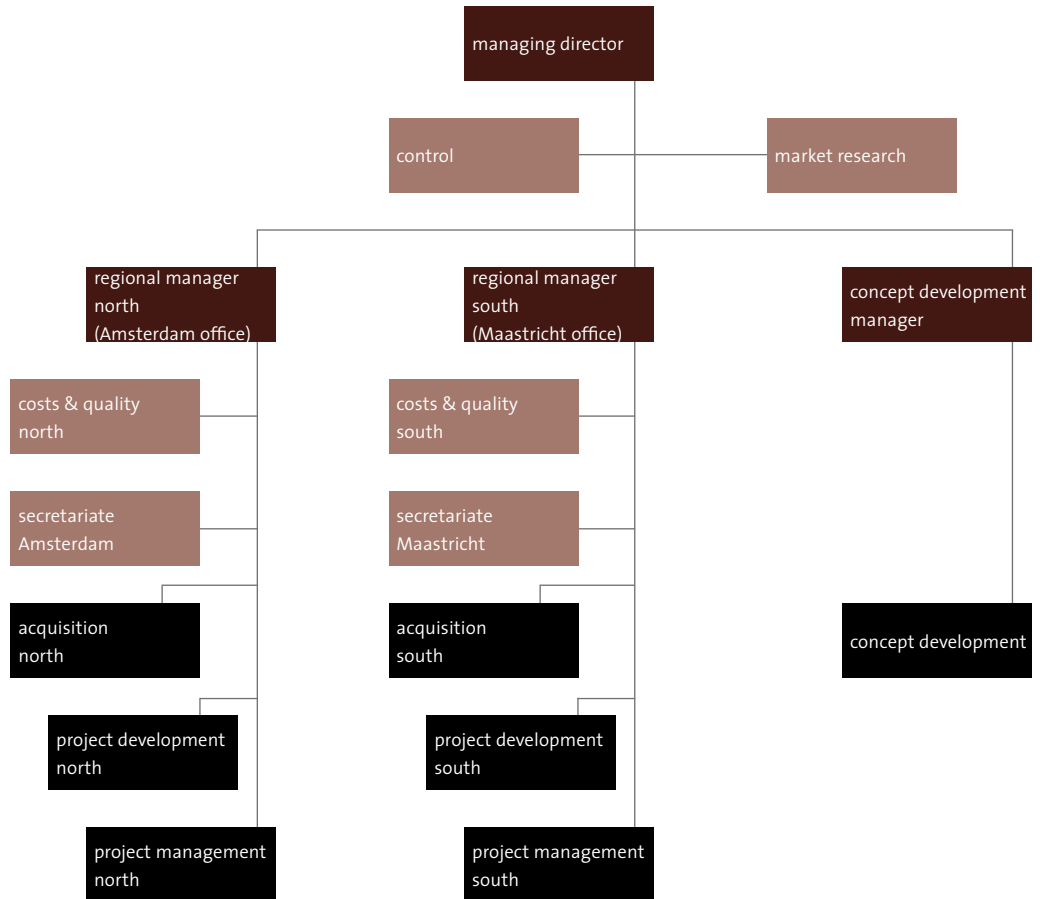 managing director
control
market research
regional manager
north
(Amsterdam office)
regional manager
south
(Maastricht office)
concept development
manager
costs & quality
north
costs & quality
south
secretariate
Amsterdam
secretariate
Maastricht
acquisition
north
acquisition
south
concept development
project development
north
project development
south
project management
north
project management
south